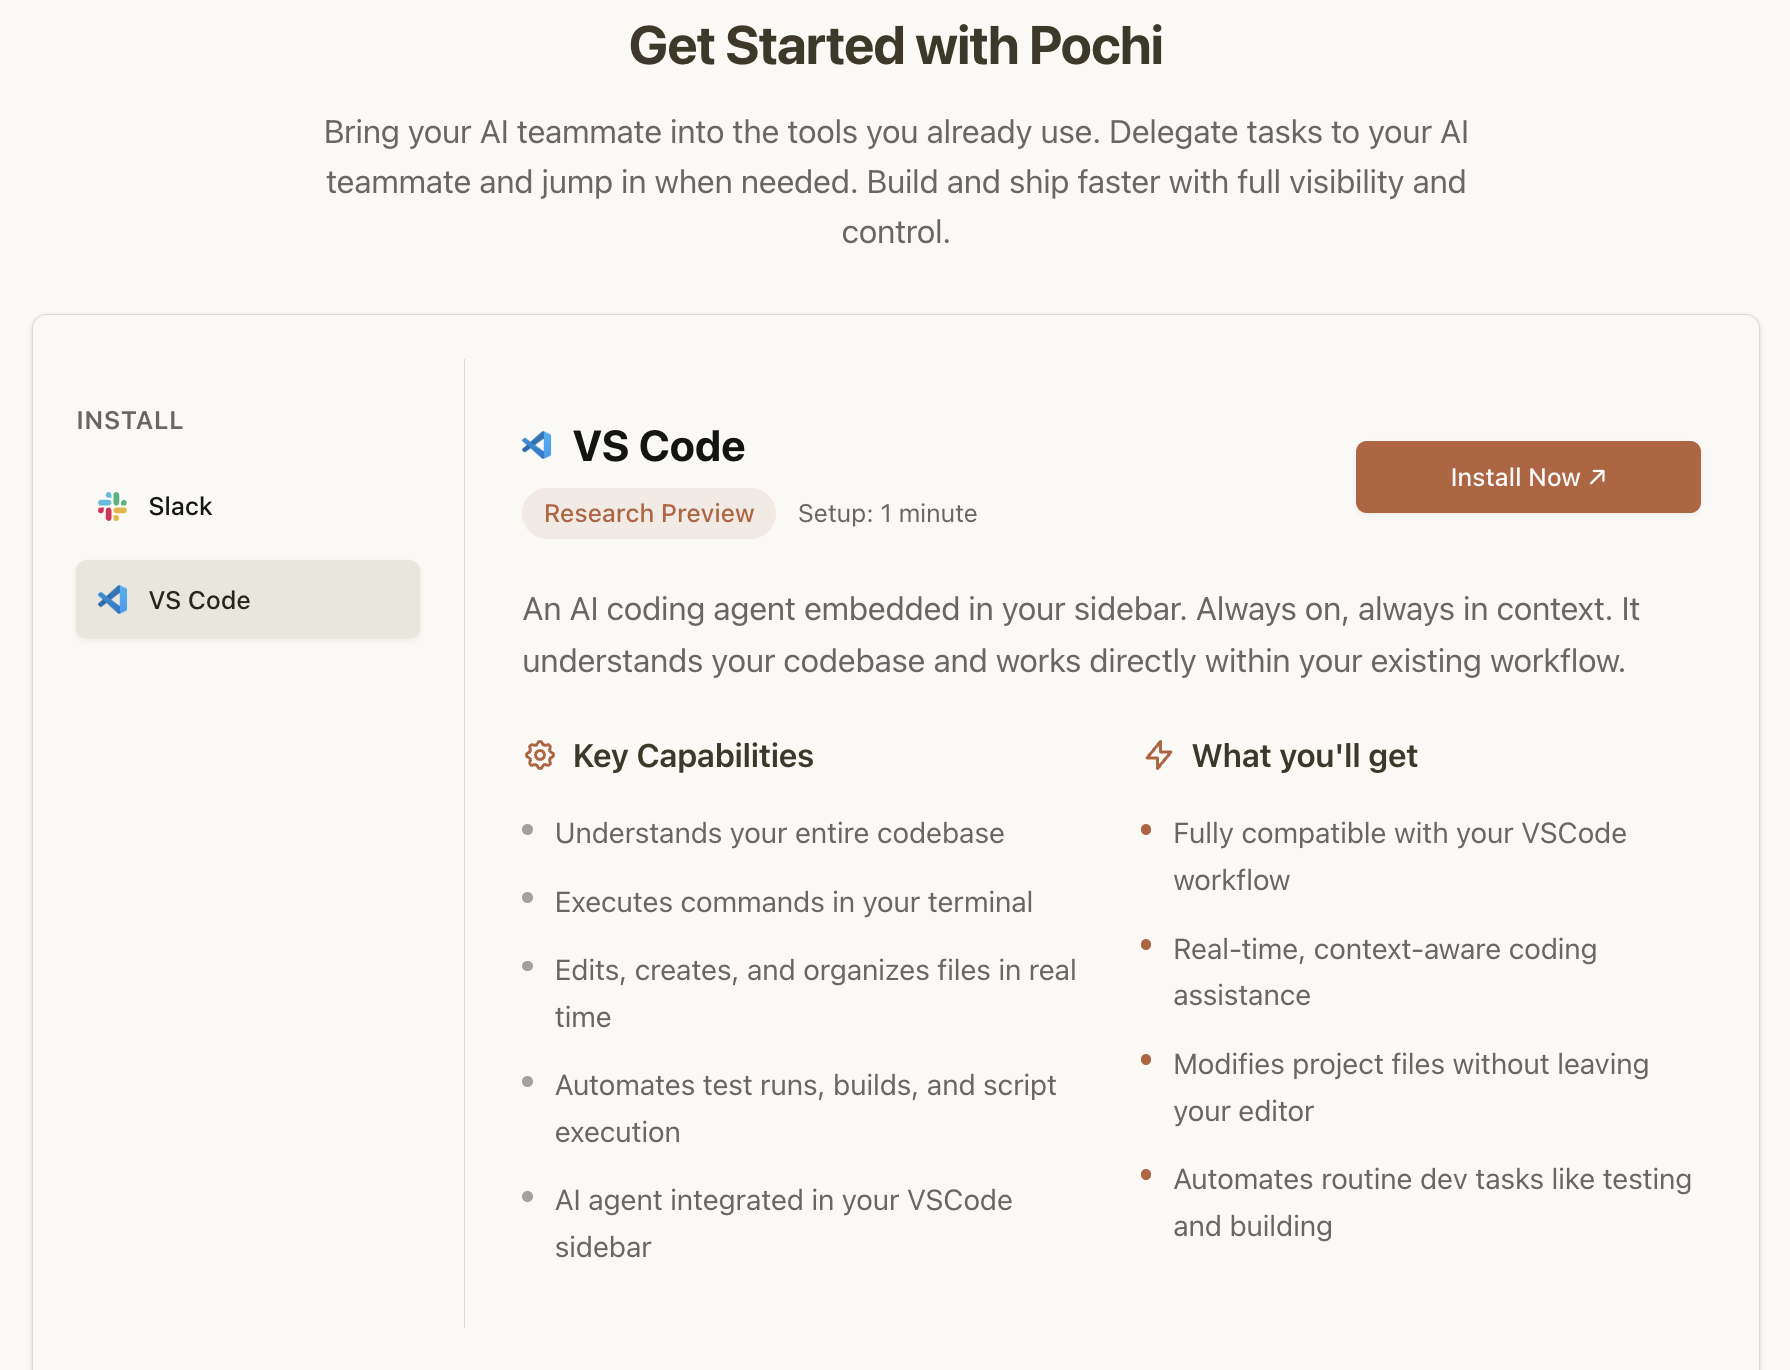 Get Started with Pochi
Bring your AI teammate into the tools you already use. Delegate tasks to your AI
teammate and jump in when needed. Build and ship faster with full visibility and
control.
INSTALL
Slack
VS Code
VS Code
Install Now ↗
Research Preview
Setup: 1 minute
An AI coding agent embedded in your sidebar. Always on, always in context. It
understands your codebase and works directly within your existing workflow.
Key Capabilities
Understands your entire codebase
Executes commands in your terminal
Edits, creates, and organizes files in real
time
Automates test runs, builds, and script
execution
AI agent integrated in your VSCode
sidebar
What you'll get
Fully compatible with your VSCode
workflow
Real-time, context-aware coding
assistance
Modifies project files without leaving
your editor
Automates routine dev tasks like testing
and building